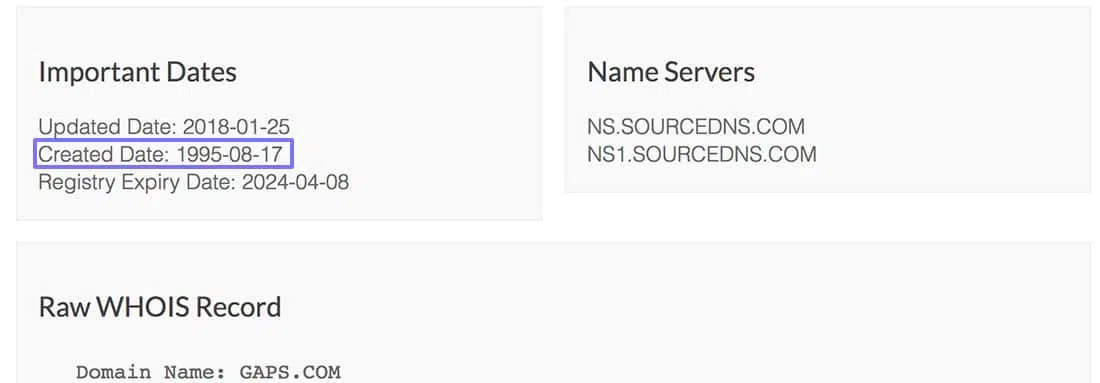 Important Dates
Updated Date: 2018-01-25
Created Date: 1995-08-17
Registry Expiry Date: 2024-04-08
Name Servers
NS.SOURCEDNS.COM
NS1.SOURCEDNS.COM
Raw WHOIS Record
Domain Name: GAPS.COM